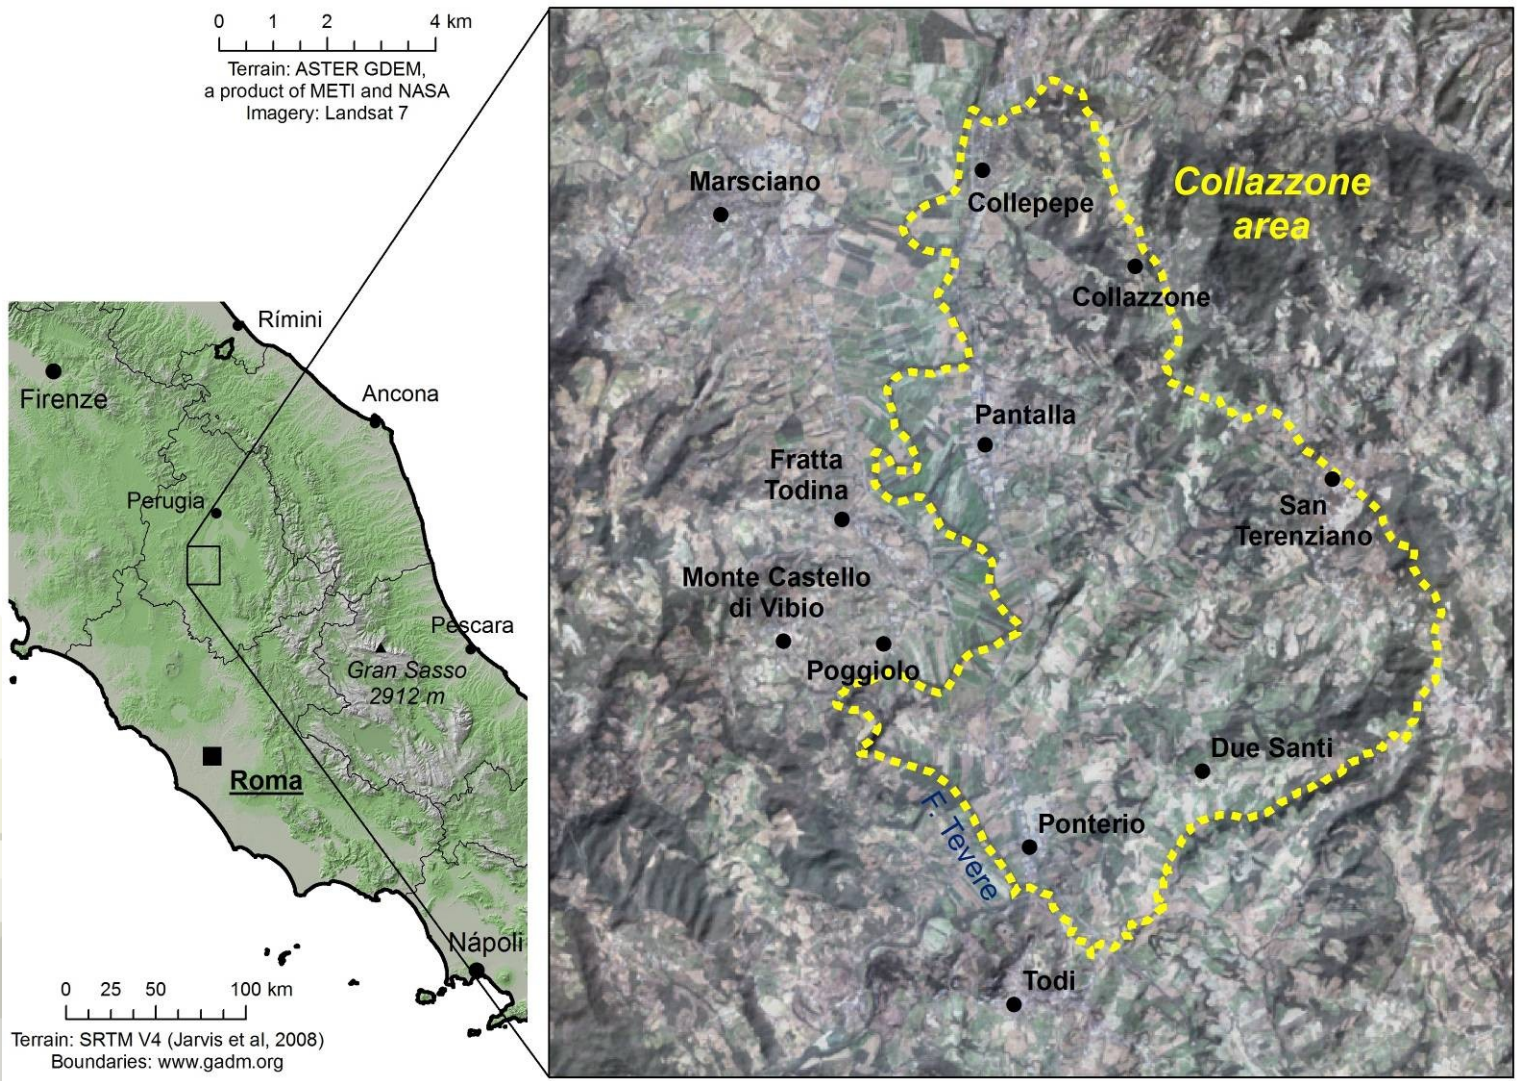 0 1 2 4 km
Terrain: ASTER GDEM,
a product of METI and NASA
Imagery: Landsat 7
Rímini
Firenze
Ancona
Perugia
Pescara
Gran Sasso
2912 m
Roma
Nápoli
0 25 50 100 km
Terrain: SRTM V4 (Jarvis et al, 2008)
Boundaries: www.gadm.org
Collazzone
area
Marsciano
Collepepe
Collazzone
Pantalla
Fratta
Todina
San
Terenziano
Monte Castello
di Vibio
Poggiolo
Due Santi
F. Tevere
Ponterio
Todi